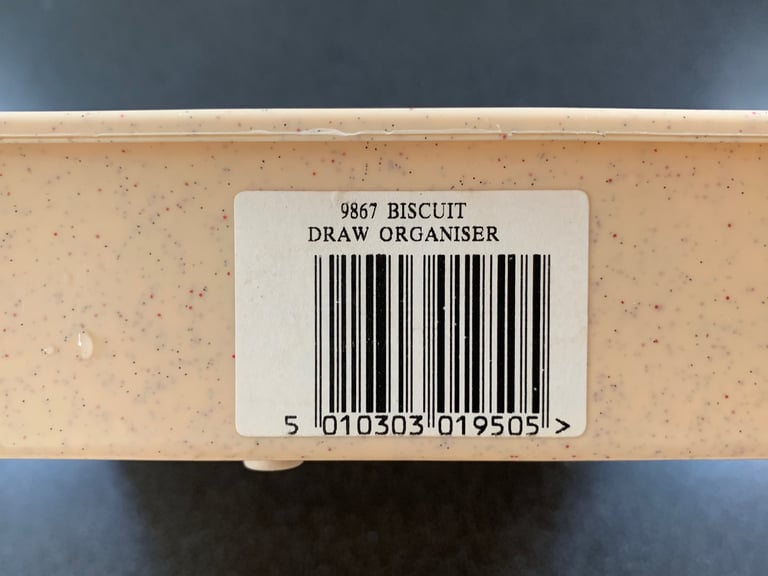 9867 BISCUIT
DRAW ORGANISER
5 010303 019505 >